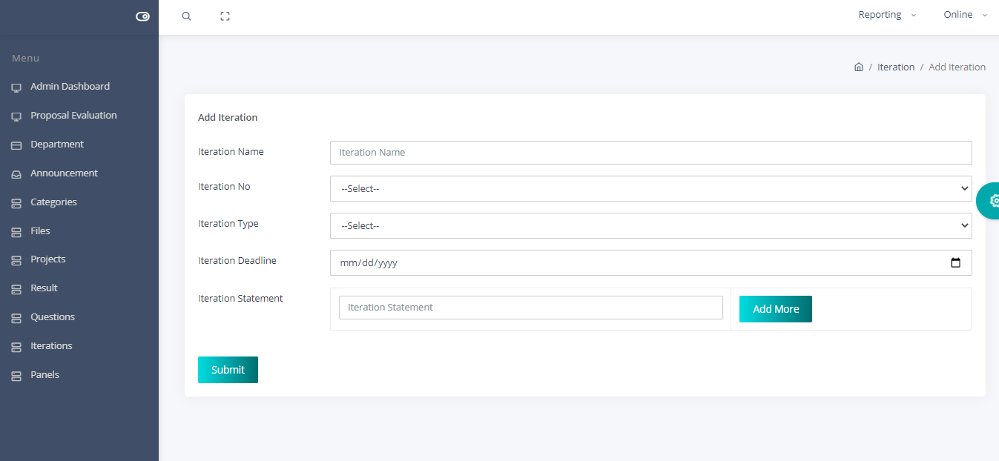 Reporting
Online
Menu
Admin Dashboard
Proposal Evaluation
Department
Announcement
Categories
Files
Projects
Result
Questions
Iterations
Panels
/ Iteration / Add Iteration
Add Iteration
Iteration Name
Iteration Name
Iteration No
--Select--
Iteration Type
--Select--
Iteration Deadline
mm/dd/yyyy
Iteration Statement
Iteration Statement
Add More
Submit